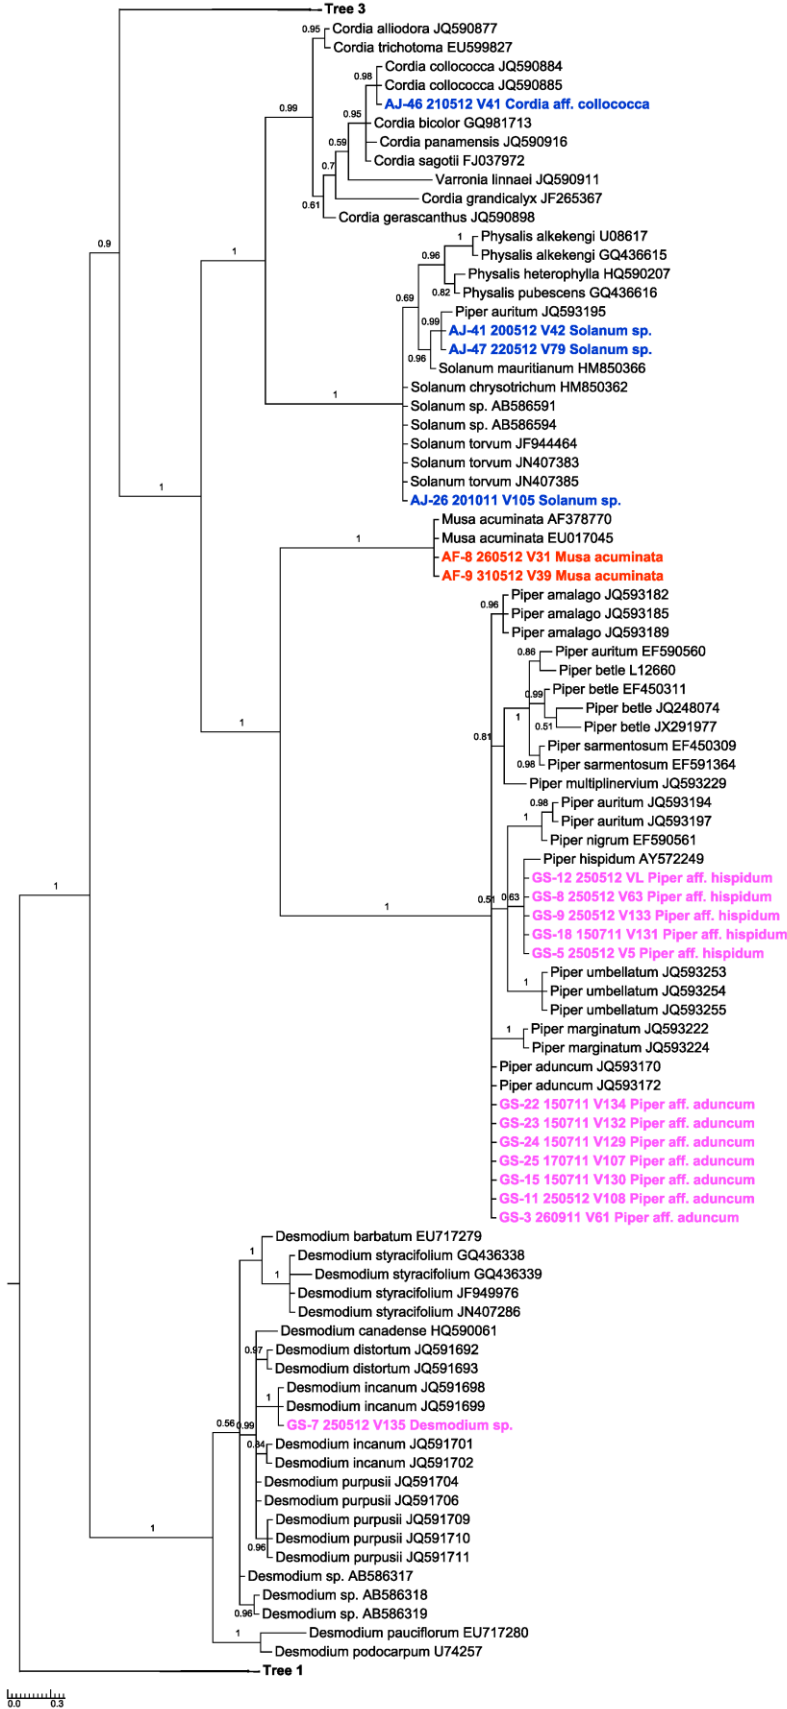 Tree 3
0.95 Cordia alliodora JQ590877
Cordia trichotoma EU599827
Cordia collococca JQ590884
0.98 Cordia collococca JQ590885
AJ-46 210512 V41 Cordia aff. collococca
0.99
0.95 Cordia bicolor GQ981713
0.59 Cordia panamensis JQ590916
Cordia sagotii FJ037972
0.7 Varronia linnaei JQ590911
Cordia grandicalyx JF265367
0.61 Cordia gerascanthus JQ590898
1 Physalis alkekengi U08617
0.9
1
0.96 Physalis alkekengi GQ436615
Physalis heterophylla HQ590207
0.82 Physalis pubescens GQ436616
0.69 Piper auritum JQ593195
0.99 AJ-41 200512 V42 Solanum sp.
AJ-47 220512 V79 Solanum sp.
0.96 Solanum mauritianum HM850366
Solanum chrysotrichum HM850362
1
Solanum sp. AB586591
Solanum sp. AB586594
Solanum torvum JF944464
Solanum torvum JN407383
Solanum torvum JN407385
1
AJ-26 201011 V105 Solanum sp.
Musa acuminata AF378770
1 Musa acuminata EU017045
AF-8 260512 V31 Musa acuminata
AF-9 310512 V39 Musa acuminata
Piper amalago JQ593182
0.96 Piper amalago JQ593185
Piper amalago JQ593189
0.86 Piper auritum EF590560
Piper betle L12660
0.99 Piper betle EF450311
Piper betle JQ248074
1
0.51 Piper betle JX291977
1
0.81
Piper sarmentosum EF450309
0.98 Piper sarmentosum EF591364
Piper multiplinervium JQ593229
0.98 Piper auritum JQ593194
1 Piper auritum JQ593197
Piper nigrum EF590561
Piper hispidum AY572249
GS-12 250512 VL Piper aff. hispidum
1
0.51 0.63 GS-8 250512 V63 Piper aff. hispidum
GS-9 250512 V133 Piper aff. hispidum
GS-18 150711 V131 Piper aff. hispidum
GS-5 250512 V5 Piper aff. hispidum
Piper umbellatum JQ593253
1 Piper umbellatum JQ593254
Piper umbellatum JQ593255
1 Piper marginatum JQ593222
Piper marginatum JQ593224
Piper aduncum JQ593170
Piper aduncum JQ593172
GS-22 150711 V134 Piper aff. aduncum
GS-23 150711 V132 Piper aff. aduncum
GS-24 150711 V129 Piper aff. aduncum
GS-25 170711 V107 Piper aff. aduncum
GS-15 150711 V130 Piper aff. aduncum
GS-11 250512 V108 Piper aff. aduncum
GS-3 260911 V61 Piper aff. aduncum
1
Desmodium barbatum EU717279
1
Desmodium styracifolium GQ436338
1 Desmodium styracifolium GQ436339
Desmodium styracifolium JF949976
Desmodium styracifolium JN407286
Desmodium canadense HQ590061
0.97 Desmodium distortum JQ591692
Desmodium distortum JQ591693
Desmodium incanum JQ591698
1 Desmodium incanum JQ591699
0.56 0.99 GS-7 250512 V135 Desmodium sp.
0.84 Desmodium incanum JQ591701
Desmodium incanum JQ591702
Desmodium purpusii JQ591704
Desmodium purpusii JQ591706
Desmodium purpusii JQ591709
1
Desmodium purpusii JQ591710
0.96 Desmodium purpusii JQ591711
Desmodium sp. AB586317
Desmodium sp. AB586318
0.96 Desmodium sp. AB586319
1 Desmodium pauciflorum EU717280
Desmodium podocarpum U74257
Tree 1
0.0 0.3